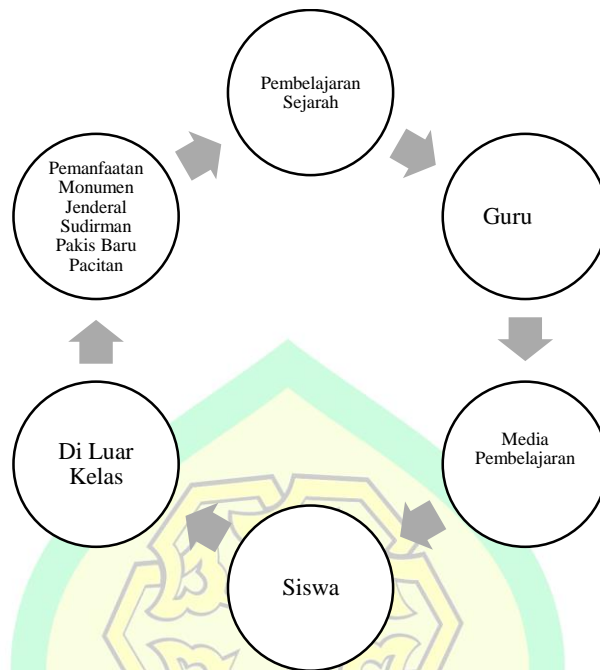 Pembelajaran
Sejarah
Guru
Media
Pembelajaran
Siswa
Di Luar
Kelas
Pemanfaatan
Monumen
Jenderal
Sudirman
Pakis Baru
Pacitan